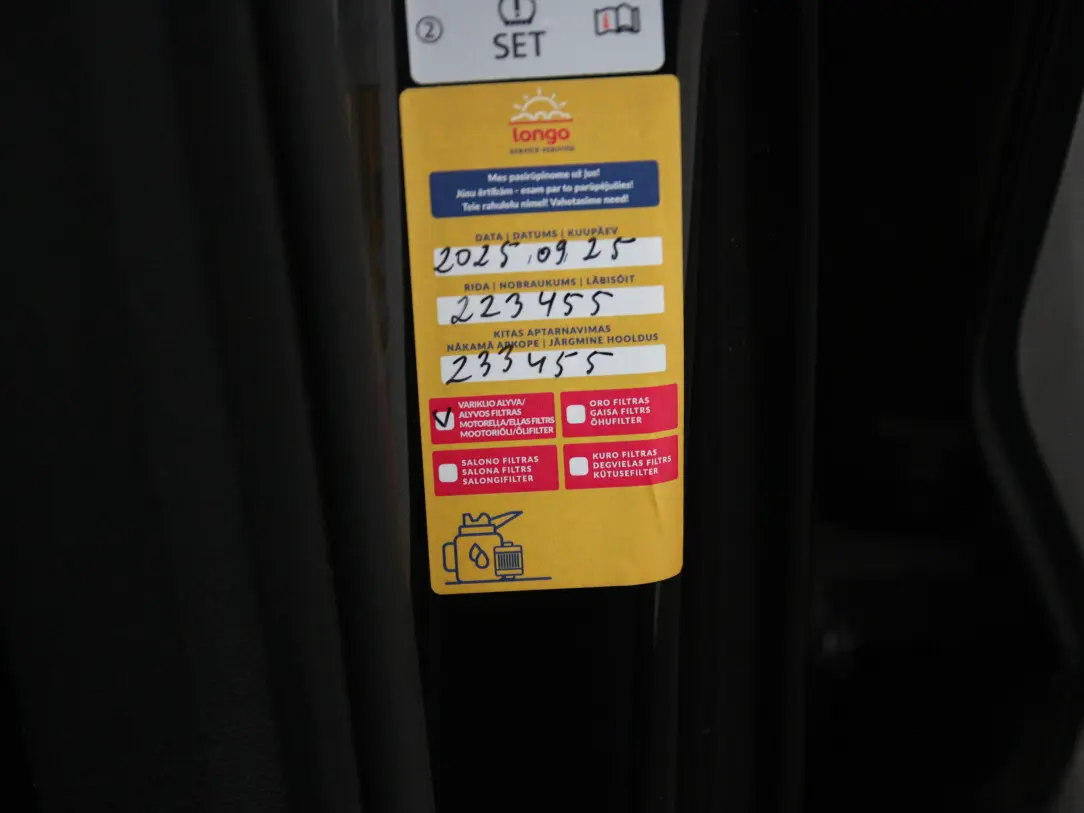 ②
SET
longo
Mes pasirūpinome už jus!
Jūsu ērtībām - esam par to parūpējušies!
Teie rahulolu nimel! Vahetasime need!
DATA | DATUMS | KUUPÄEV
2025.09.25
RIDA | NOBRAUKUMS | LÄBISÕIT
223455
KITAS APTARNAVIMAS
NĀKAMĀ APKOPE | JÄRGMINE HOOLDUS
233455
VARIKLIO ALYVA/
ALYVOS FILTRAS
MOTOREĻĻA/EĻĻAS FILTRS
MOOTORIÕLI/ÕLIFILTER
ORO FILTRAS
GAISA FILTRS
ÕHUFILTER
SALONO FILTRAS
SALONA FILTRS
SALONGIFILTER
KURO FILTRAS
DEGVIELAS FILTRS
KÜTUSEFILTER